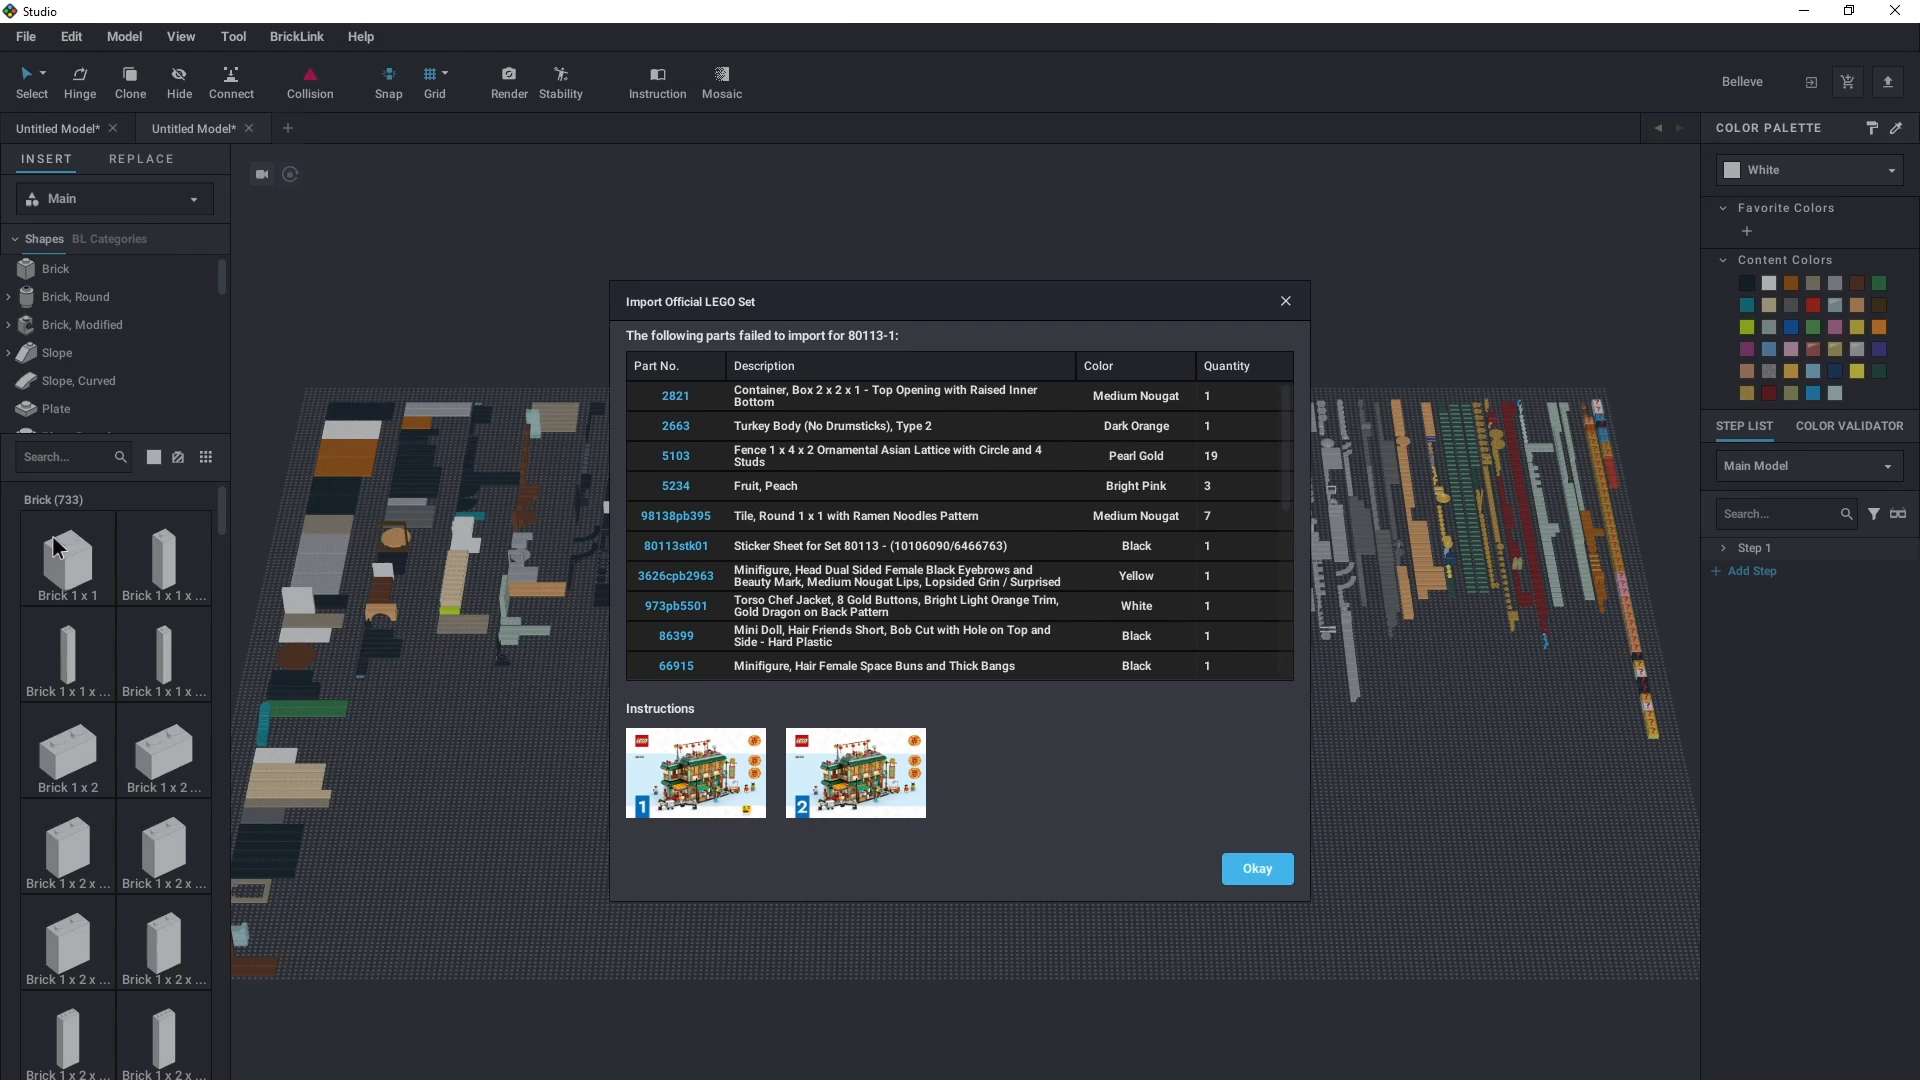 Studio
File Edit Model View Tool BrickLink Help
Select Hinge Clone Hide Connect Collision Snap Grid Render Stability Instruction Mosaic Belleve
Untitled Model* Untitled Model* COLOR PALETTE
INSERT REPLACE
Main
Shapes BL Categories
Brick
Brick, Round
Brick, Modified
Slope
Slope, Curved
Plate
Search...
Brick (733)
Brick 1 x 1 Brick 1 x 1 x ...
Brick 1 x 1 x ... Brick 1 x 1 x ...
Brick 1 x 2 Brick 1 x 2 ...
Brick 1 x 2 x ... Brick 1 x 2 x ...
Brick 1 x 2 x ... Brick 1 x 2 x ...
Brick 1 x 2 x ... Brick 1 x 2 x ...
Import Official LEGO Set
The following parts failed to import for 80113-1:
Part No. Description Color Quantity
2821 Container, Box 2 x 2 x 1 - Top Opening with Raised Inner
Bottom Medium Nougat 1
2663 Turkey Body (No Drumsticks), Type 2 Dark Orange 1
5103 Fence 1 x 4 x 2 Ornamental Asian Lattice with Circle and 4
Studs Pearl Gold 19
5234 Fruit, Peach Bright Pink 3
98138pb395 Tile, Round 1 x 1 with Ramen Noodles Pattern Medium Nougat 7
80113stk01 Sticker Sheet for Set 80113 - (10106090/6466763) Black 1
3626cpb2963 Minifigure, Head Dual Sided Female Black Eyebrows and
Beauty Mark, Medium Nougat Lips, Lopsided Grin / Surprised Yellow 1
973pb5501 Torso Chef Jacket, 8 Gold Buttons, Bright Light Orange Trim,
Gold Dragon on Back Pattern White 1
86399 Mini Doll, Hair Friends Short, Bob Cut with Hole on Top and
Side - Hard Plastic Black 1
66915 Minifigure, Hair Female Space Buns and Thick Bangs Black 1
Instructions
LEGO
1
LEGO
2
Okay
White
Favorite Colors
Content Colors
STEP LIST COLOR VALIDATOR
Main Model
Search...
Step 1
+ Add Step